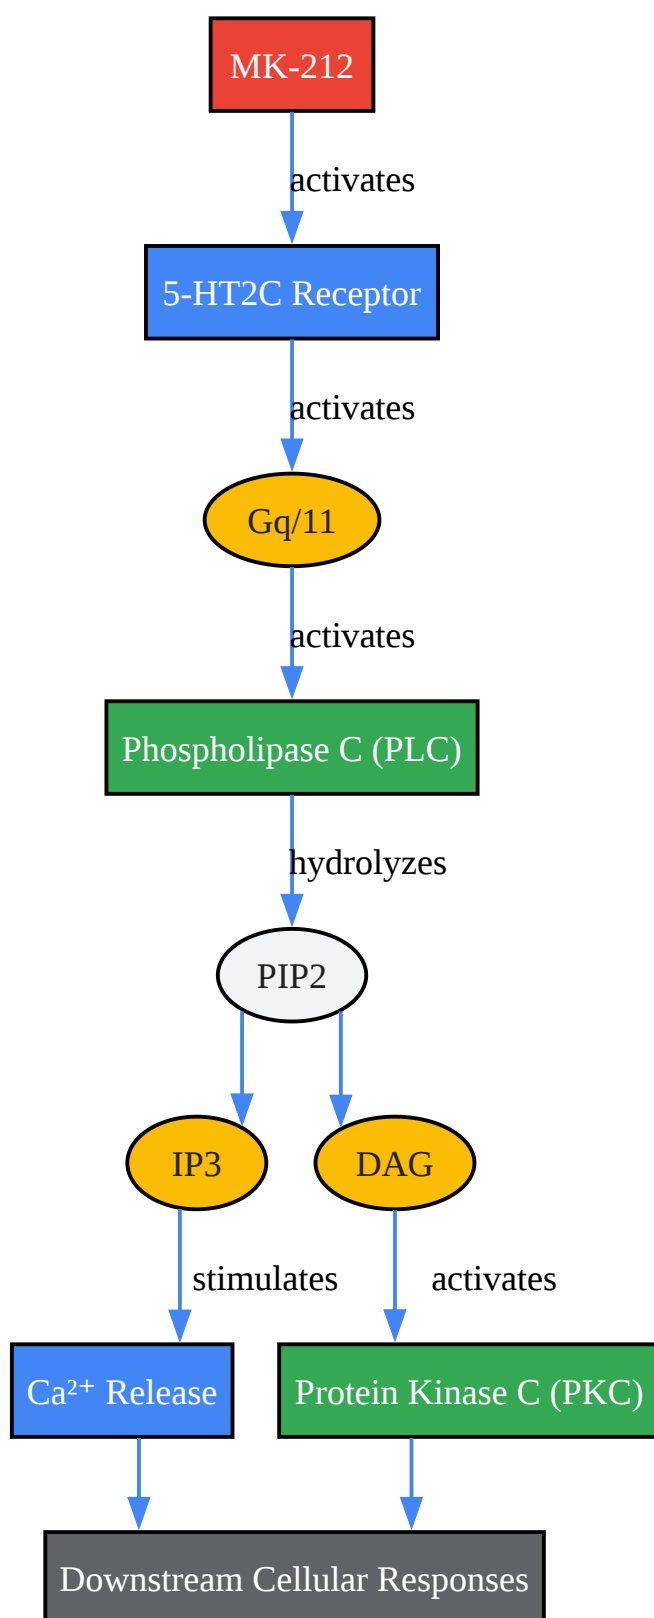 MK-212
activates
5-HT2C Receptor
activates
Gq/11
activates
Phospholipase C (PLC)
hydrolyzes
PIP2
IP3
DAG
stimulates
activates
Ca²⁺ Release
Protein Kinase C (PKC)
Downstream Cellular Responses